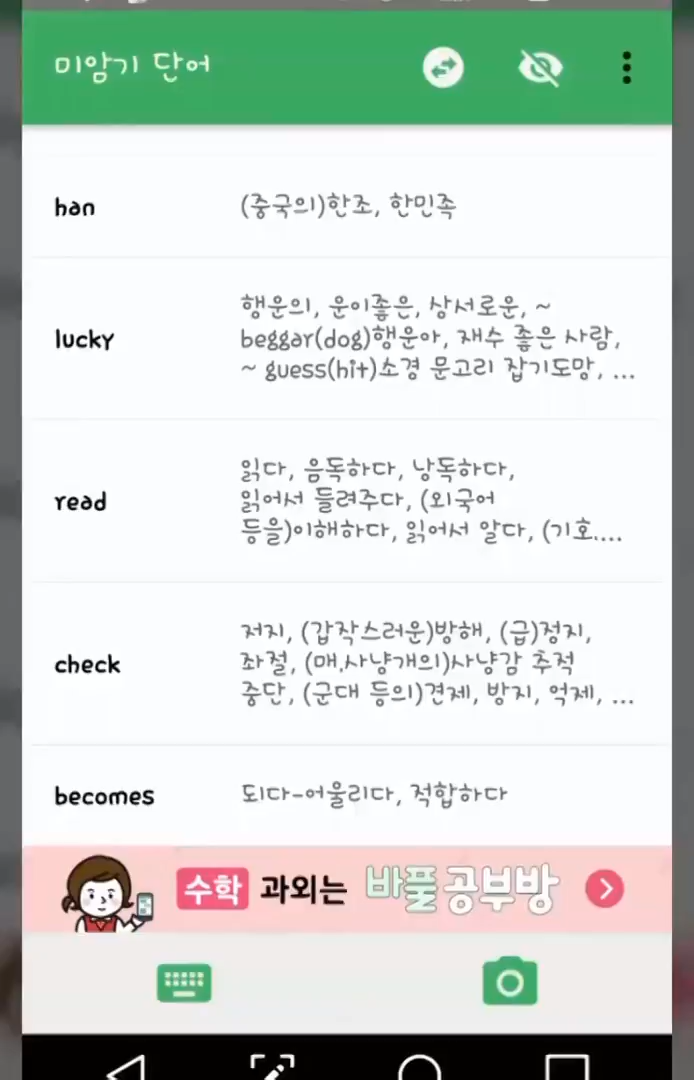 미암기 단어
han
(중국의)한조, 한민족
lucky
행운의, 운이좋은, 상서로운, ~
beggar(dog)행운아, 재수 좋은 사람,
~ guess(hit)소경 문고리 잡기도망, ...
read
읽다, 음독하다, 낭독하다,
읽어서 들려주다, (외국어
등을)이해하다, 읽어서 알다, (기호....
check
저지, (갑작스러운)방해, (급)정지,
좌절, (매,사냥개의)사냥감 추적
중단, (군대 등의)견제, 방지, 억제, ...
becomes
되다-어울리다, 적합하다
수학 과외는 바풀공부방